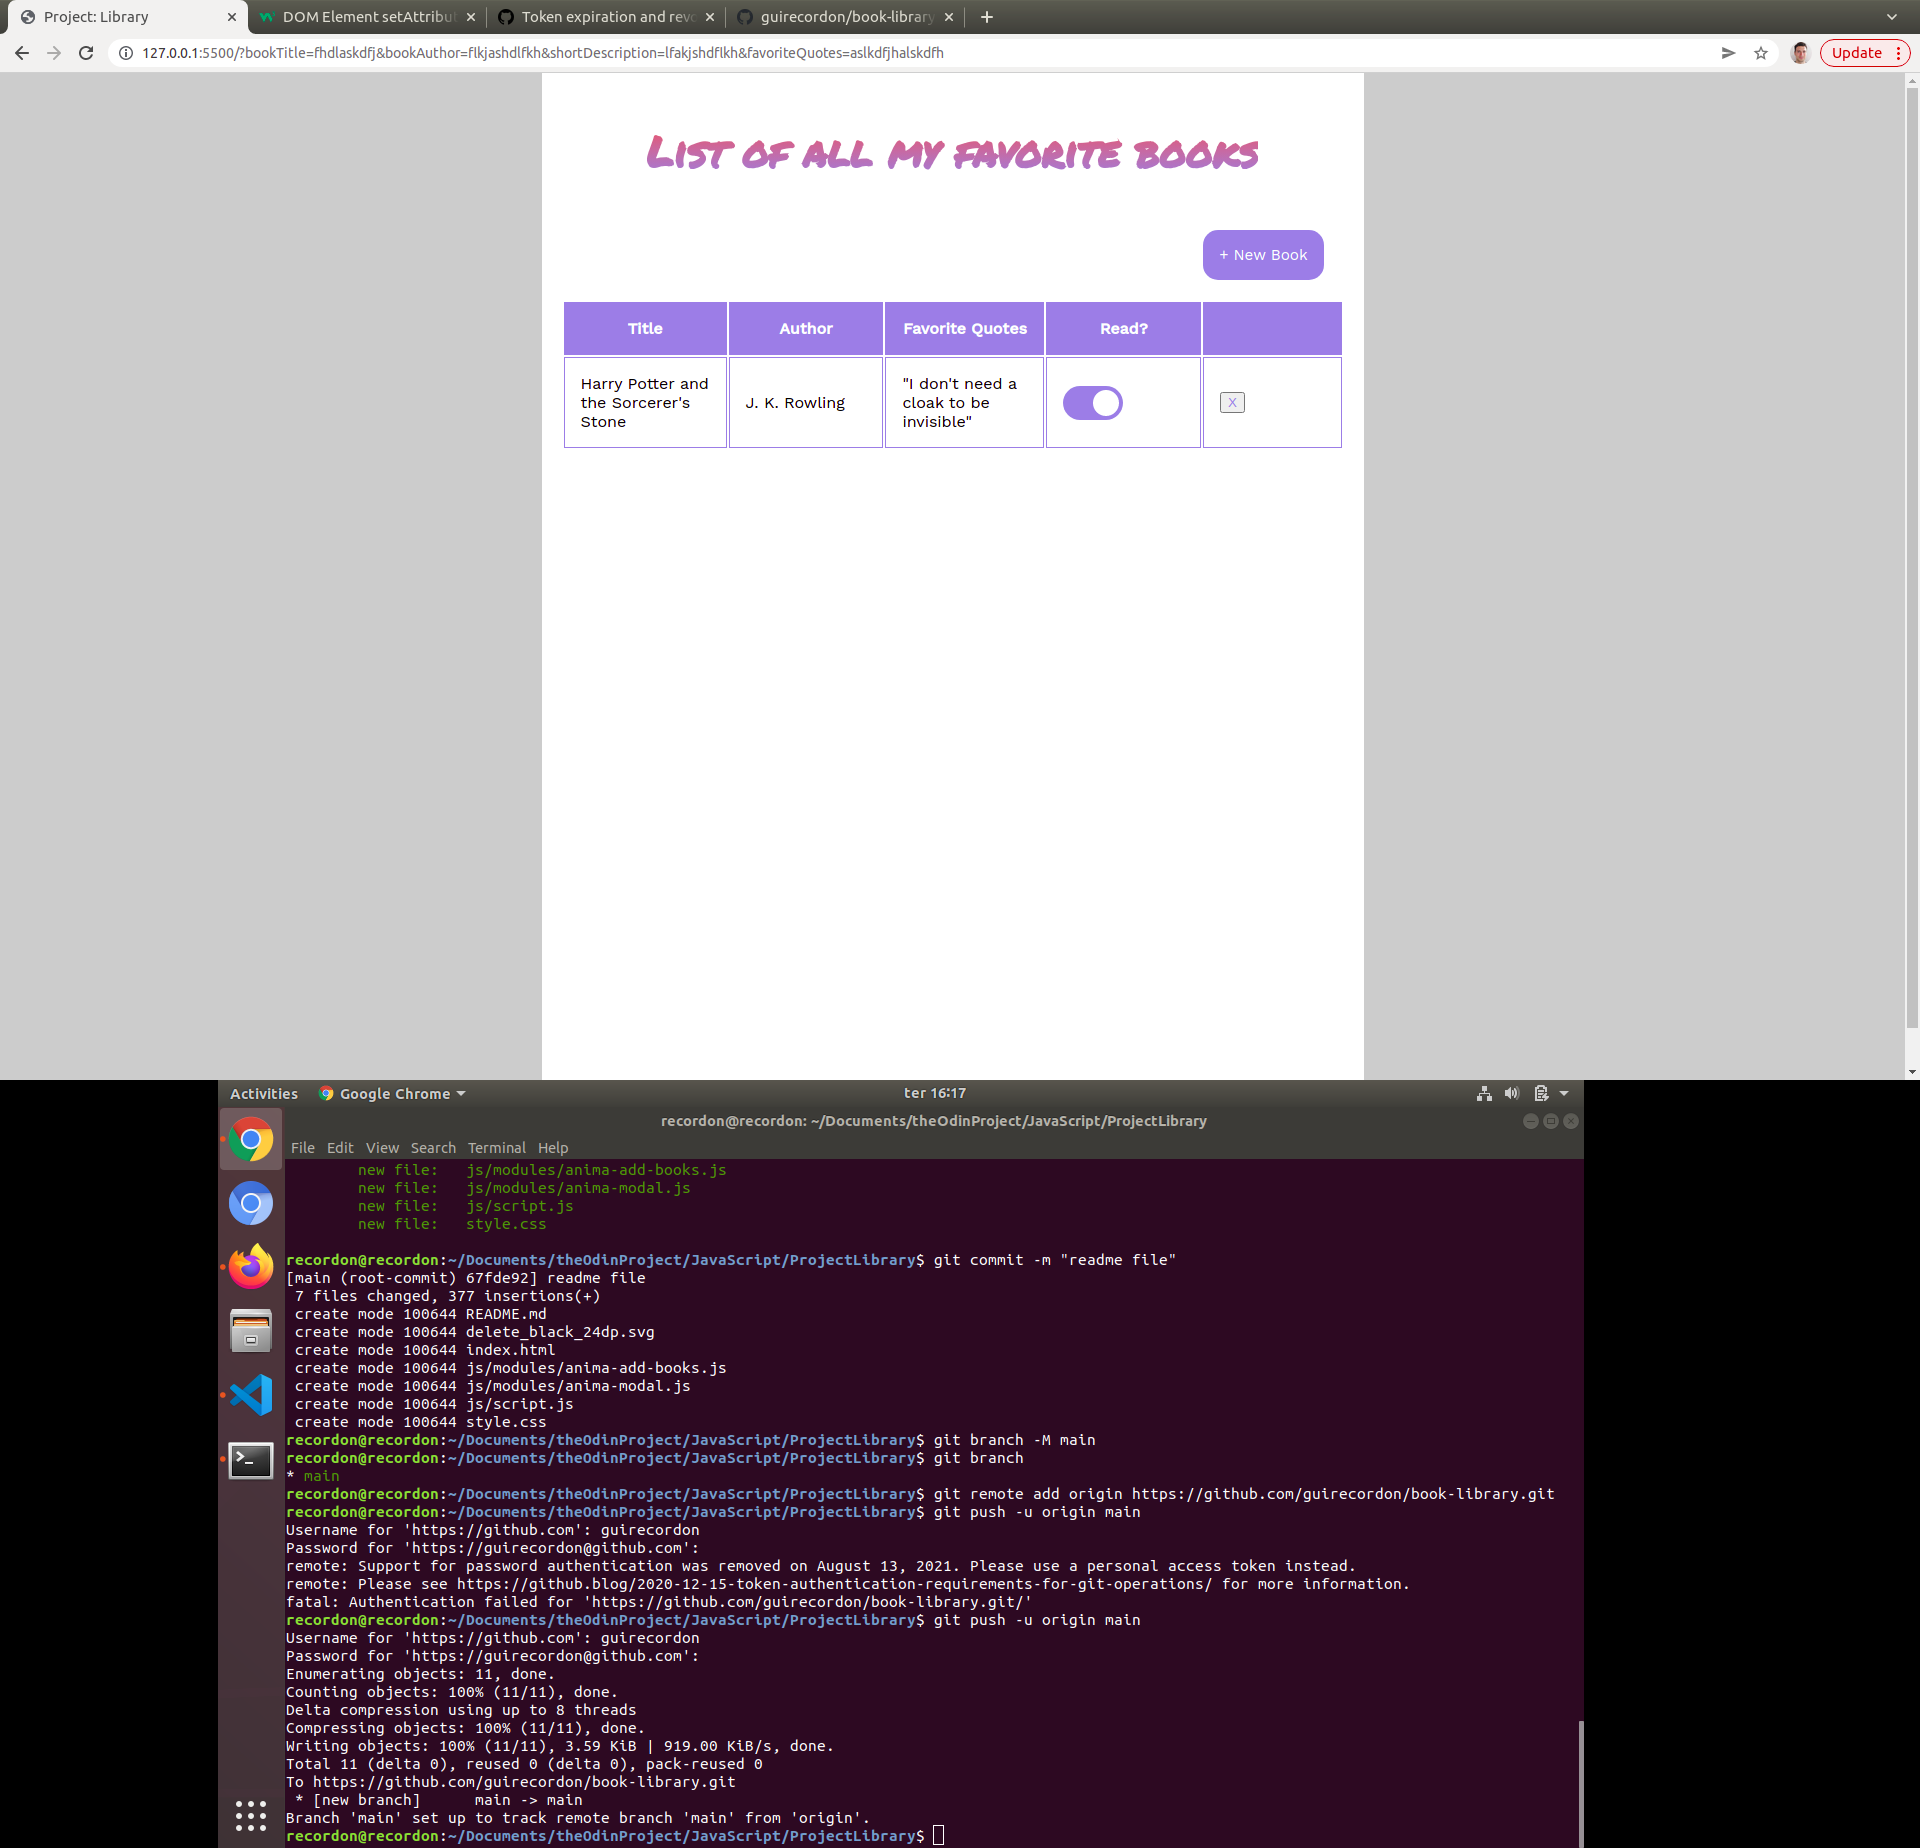 Project: Library
DOM Element setAttribut
Token expiration and revo
guirecordon/book-library
127.0.0.1:5500/?bookTitle=fhdlaskdfj&bookAuthor=flkjashdlfkh&shortDescription=lfakjshdflkh&favoriteQuotes=aslkdfjhalskdfh
Update
List of all my favorite books
+ New Book
Title Author Favorite Quotes Read?
Harry Potter and
the Sorcerer's
Stone
J. K. Rowling
"I don't need a
cloak to be
invisible"
X
Activities Google Chrome ter 16:17
recordon@recordon: ~/Documents/theOdinProject/JavaScript/ProjectLibrary
File Edit View Search Terminal Help
new file:   js/modules/anima-add-books.js
new file:   js/modules/anima-modal.js
new file:   js/script.js
new file:   style.css
recordon@recordon:~/Documents/theOdinProject/JavaScript/ProjectLibrary$ git commit -m "readme file"
[main (root-commit) 67fde92] readme file
7 files changed, 377 insertions(+)
create mode 100644 README.md
create mode 100644 delete_black_24dp.svg
create mode 100644 index.html
create mode 100644 js/modules/anima-add-books.js
create mode 100644 js/modules/anima-modal.js
create mode 100644 js/script.js
create mode 100644 style.css
recordon@recordon:~/Documents/theOdinProject/JavaScript/ProjectLibrary$ git branch -M main
recordon@recordon:~/Documents/theOdinProject/JavaScript/ProjectLibrary$ git branch
* main
recordon@recordon:~/Documents/theOdinProject/JavaScript/ProjectLibrary$ git remote add origin https://github.com/guirecordon/book-library.git
recordon@recordon:~/Documents/theOdinProject/JavaScript/ProjectLibrary$ git push -u origin main
Username for 'https://github.com': guirecordon
Password for 'https://guirecordon@github.com':
remote: Support for password authentication was removed on August 13, 2021. Please use a personal access token instead.
remote: Please see https://github.blog/2020-12-15-token-authentication-requirements-for-git-operations/ for more information.
fatal: Authentication failed for 'https://github.com/guirecordon/book-library.git/'
recordon@recordon:~/Documents/theOdinProject/JavaScript/ProjectLibrary$ git push -u origin main
Username for 'https://github.com': guirecordon
Password for 'https://guirecordon@github.com':
Enumerating objects: 11, done.
Counting objects: 100% (11/11), done.
Delta compression using up to 8 threads
Compressing objects: 100% (11/11), done.
Writing objects: 100% (11/11), 3.59 KiB | 919.00 KiB/s, done.
Total 11 (delta 0), reused 0 (delta 0), pack-reused 0
To https://github.com/guirecordon/book-library.git
* [new branch]      main -> main
Branch 'main' set up to track remote branch 'main' from 'origin'.
recordon@recordon:~/Documents/theOdinProject/JavaScript/ProjectLibrary$